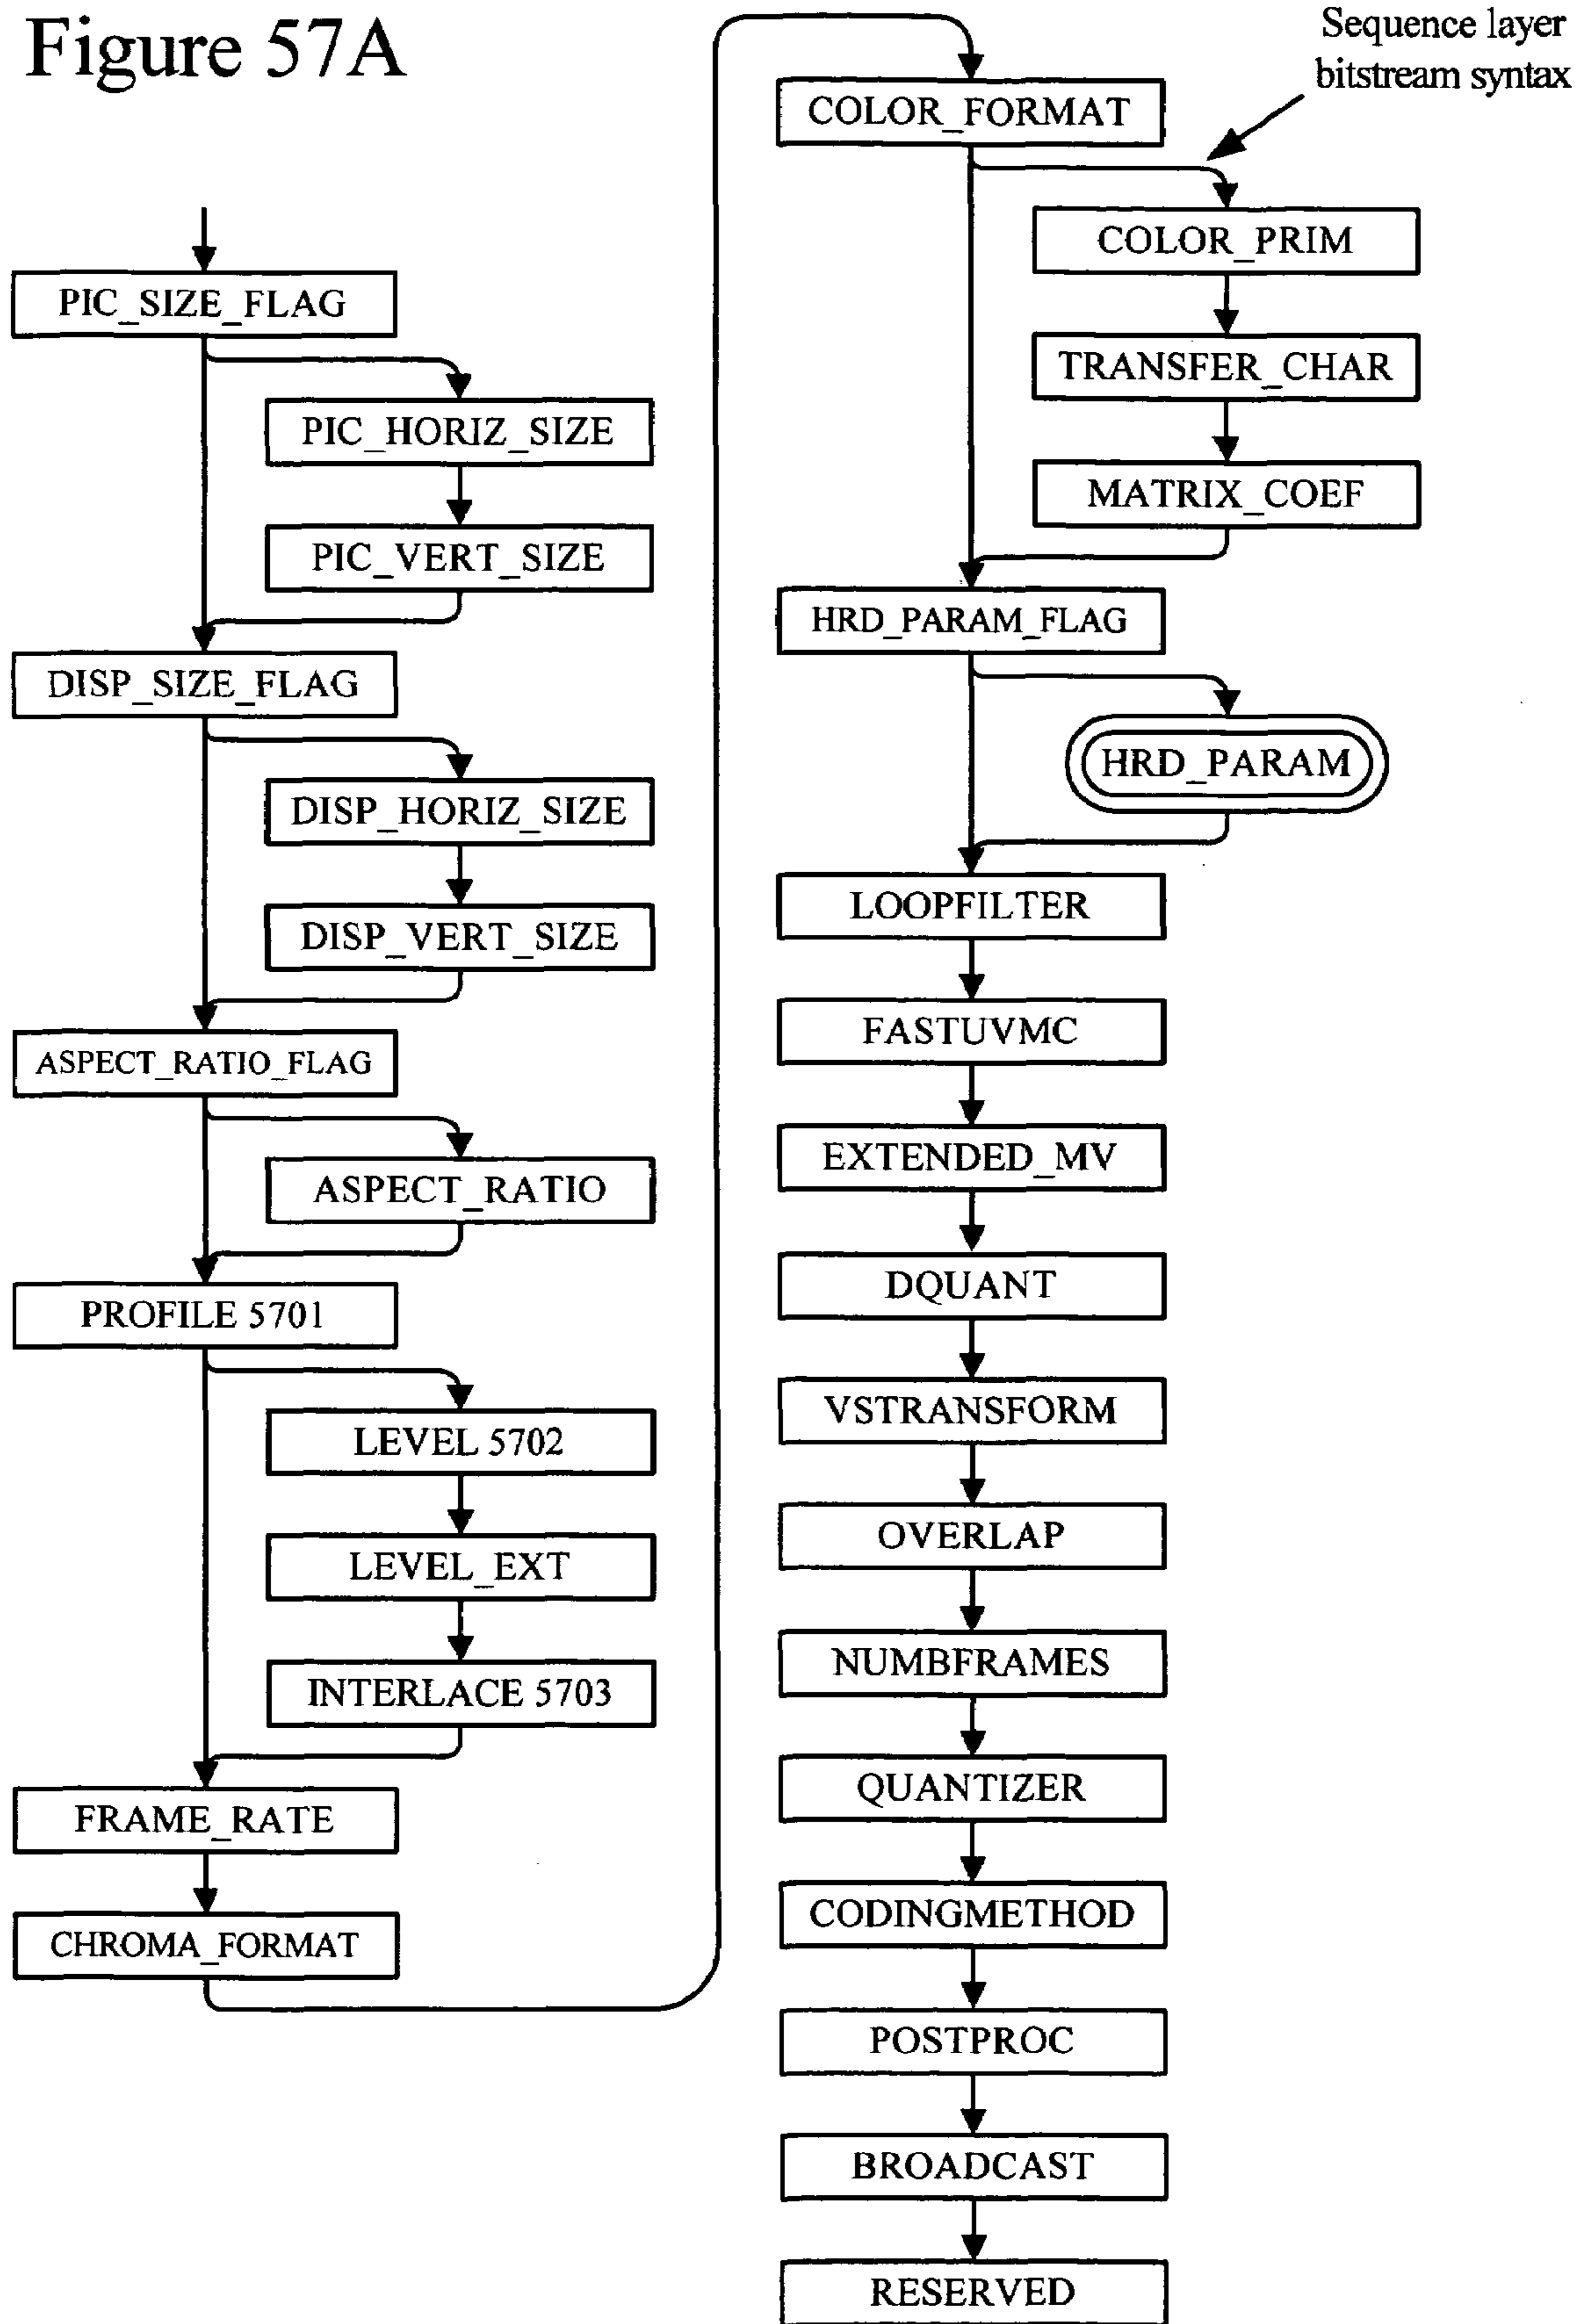 Figure 57A
PIC_SIZE_FLAG
PIC_HORIZ_SIZE
PIC_VERT_SIZE
DISP_SIZE_FLAG
DISP_HORIZ_SIZE
DISP_VERT_SIZE
ASPECT_RATIO_FLAG
ASPECT_RATIO
PROFILE 5701
LEVEL 5702
LEVEL_EXT
INTERLACE 5703
FRAME_RATE
CHROMA_FORMAT
Sequence layer
bitstream syntax
COLOR_FORMAT
COLOR_PRIM
TRANSFER_CHAR
MATRIX_COEF
HRD_PARAM_FLAG
HRD_PARAM
LOOPFILTER
FASTUVMC
EXTENDED_MV
DQUANT
VSTRANSFORM
OVERLAP
NUMBFRAMES
QUANTIZER
CODINGMETHOD
POSTPROC
BROADCAST
RESERVED